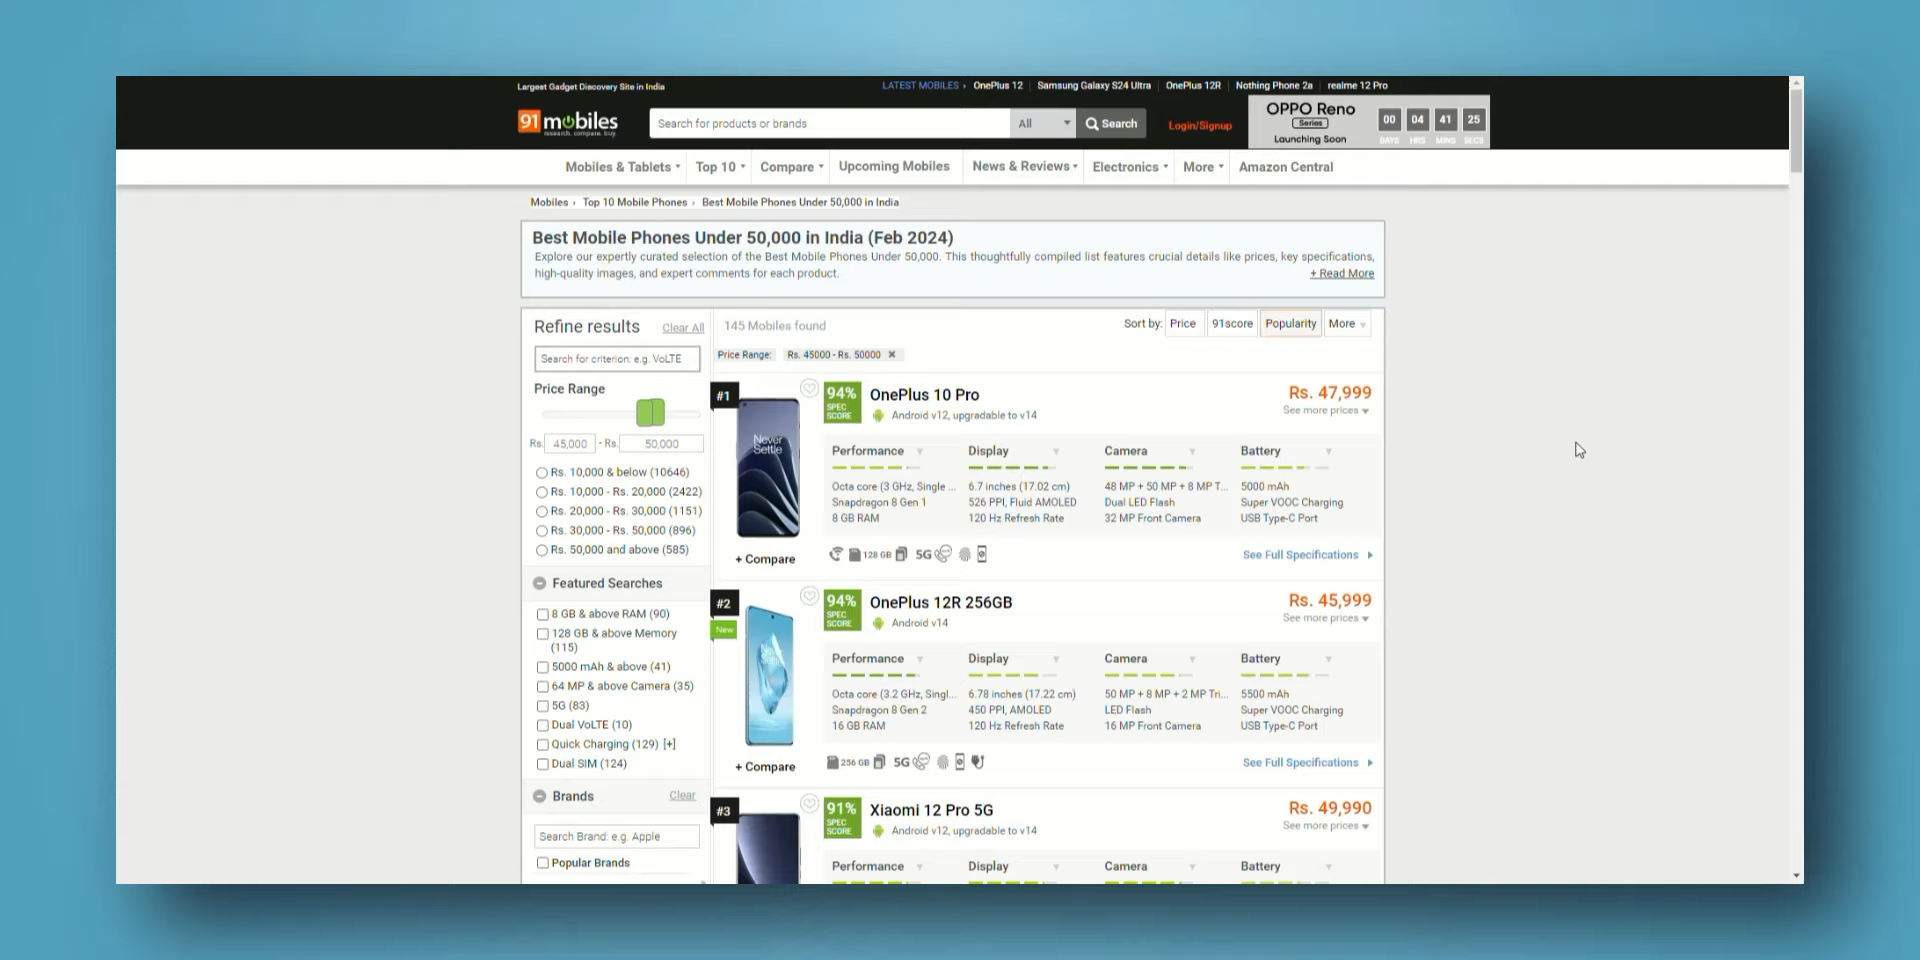 Largest Gadget Discovery Site in India
LATEST MOBILES › OnePlus 12 | Samsung Galaxy S24 Ultra | OnePlus 12R | Nothing Phone 2a | realme 12 Pro
91mobiles
research. compare. buy.
Search for products or brands
All
Search
Login/Signup
OPPO Reno
Series
Launching Soon
00 04 41 25
DAYS HRS MINS SECS
Mobiles & Tablets Top 10 Compare Upcoming Mobiles News & Reviews Electronics More Amazon Central
Mobiles › Top 10 Mobile Phones › Best Mobile Phones Under 50,000 in India
Best Mobile Phones Under 50,000 in India (Feb 2024)
Explore our expertly curated selection of the Best Mobile Phones Under 50,000. This thoughtfully compiled list features crucial details like prices, key specifications,
high-quality images, and expert comments for each product.
+ Read More
Refine results Clear All
Search for criterion: e.g. VoLTE
Price Range
Rs. 45,000 - Rs. 50,000
Rs. 10,000 & below (10646)
Rs. 10,000 - Rs. 20,000 (2422)
Rs. 20,000 - Rs. 30,000 (1151)
Rs. 30,000 - Rs. 50,000 (896)
Rs. 50,000 and above (585)
Featured Searches
8 GB & above RAM (90)
128 GB & above Memory
(115)
5000 mAh & above (41)
64 MP & above Camera (35)
5G (83)
Dual VoLTE (10)
Quick Charging (129) [+]
Dual SIM (124)
Brands Clear
Search Brand: e.g. Apple
Popular Brands
145 Mobiles found
Sort by: Price 91score Popularity More
Price Range: Rs. 45000 - Rs. 50000 ✕
#1
Never
Settle
+ Compare
94%
SPEC
SCORE
OnePlus 10 Pro
Android v12, upgradable to v14
Rs. 47,999
See more prices
Performance Display Camera Battery
Octa core (3 GHz, Single ... 6.7 inches (17.02 cm) 48 MP + 50 MP + 8 MP T... 5000 mAh
Snapdragon 8 Gen 1 526 PPI, Fluid AMOLED Dual LED Flash Super VOOC Charging
8 GB RAM 120 Hz Refresh Rate 32 MP Front Camera USB Type-C Port
128 GB 5G
See Full Specifications
#2
New
+ Compare
94%
SPEC
SCORE
OnePlus 12R 256GB
Android v14
Rs. 45,999
See more prices
Performance Display Camera Battery
Octa core (3.2 GHz, Singl... 6.78 inches (17.22 cm) 50 MP + 8 MP + 2 MP Tri... 5500 mAh
Snapdragon 8 Gen 2 450 PPI, AMOLED LED Flash Super VOOC Charging
16 GB RAM 120 Hz Refresh Rate 16 MP Front Camera USB Type-C Port
256 GB 5G
See Full Specifications
#3
91%
SPEC
SCORE
Xiaomi 12 Pro 5G
Android v12, upgradable to v14
Rs. 49,990
See more prices
Performance Display Camera Battery